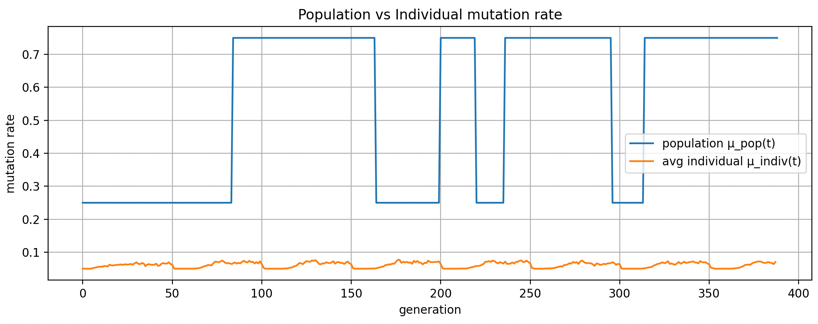 Population vs Individual mutation rate
mutation rate
0.7
0.6
0.5
0.4
0.3
0.2
0.1
population μ_pop(t)
avg individual μ_indiv(t)
0 50 100 150 200 250 300 350 400
generation